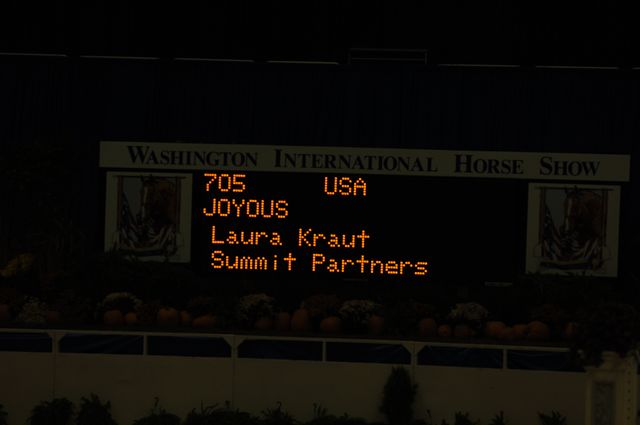 WASHINGTON INTERNATIONAL HORSE SHOW
705 USA
JOYOUS
Laura Kraut
Summit Partners